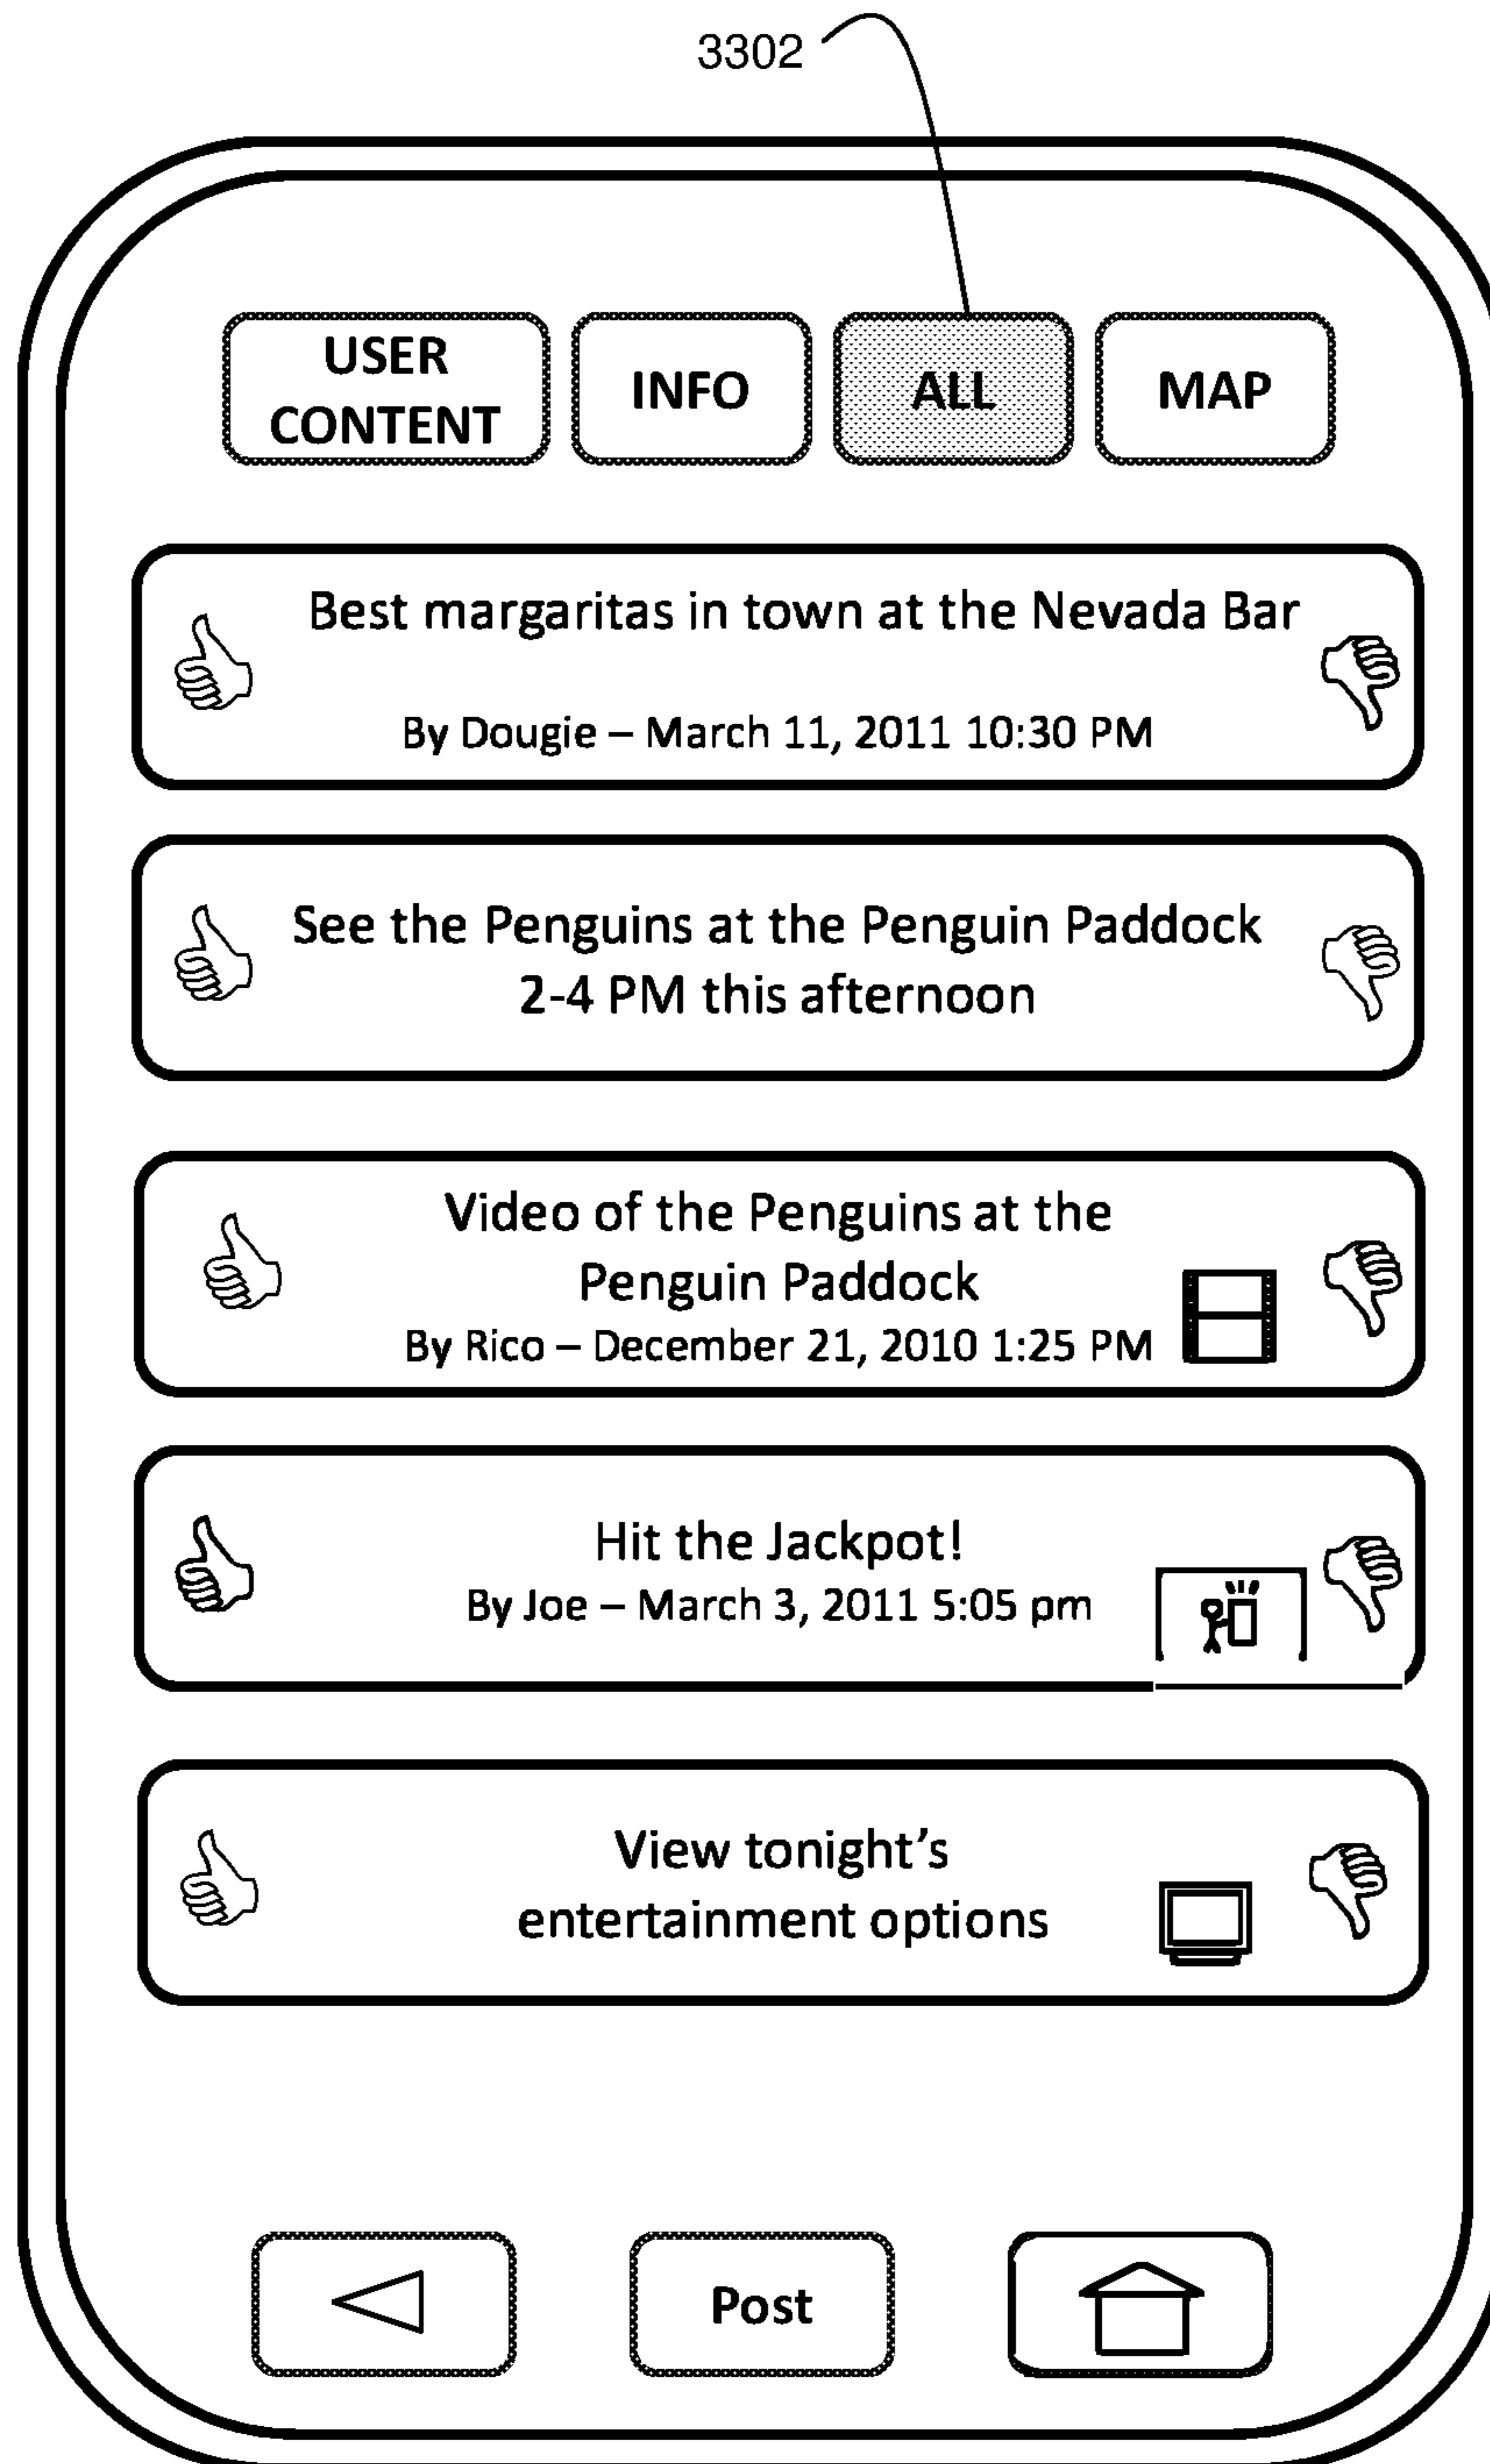 3302
USER
CONTENT
INFO
ALL
MAP
Best margaritas in town at the Nevada Bar
By Dougie – March 11, 2011 10:30 PM
See the Penguins at the Penguin Paddock
2-4 PM this afternoon
Video of the Penguins at the
Penguin Paddock
By Rico – December 21, 2010 1:25 PM
Hit the Jackpot!
By Joe – March 3, 2011 5:05 pm
View tonight's
entertainment options
Post